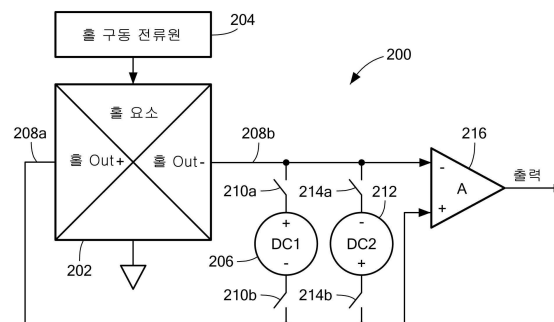 홀 구동 전류원
204
200
홀 요소
208a
홀 Out+
홀 Out-
208b
216
210a
214a
212
-
A
출력
+
+
-
DC1
DC2
206
-
+
202
210b
214b